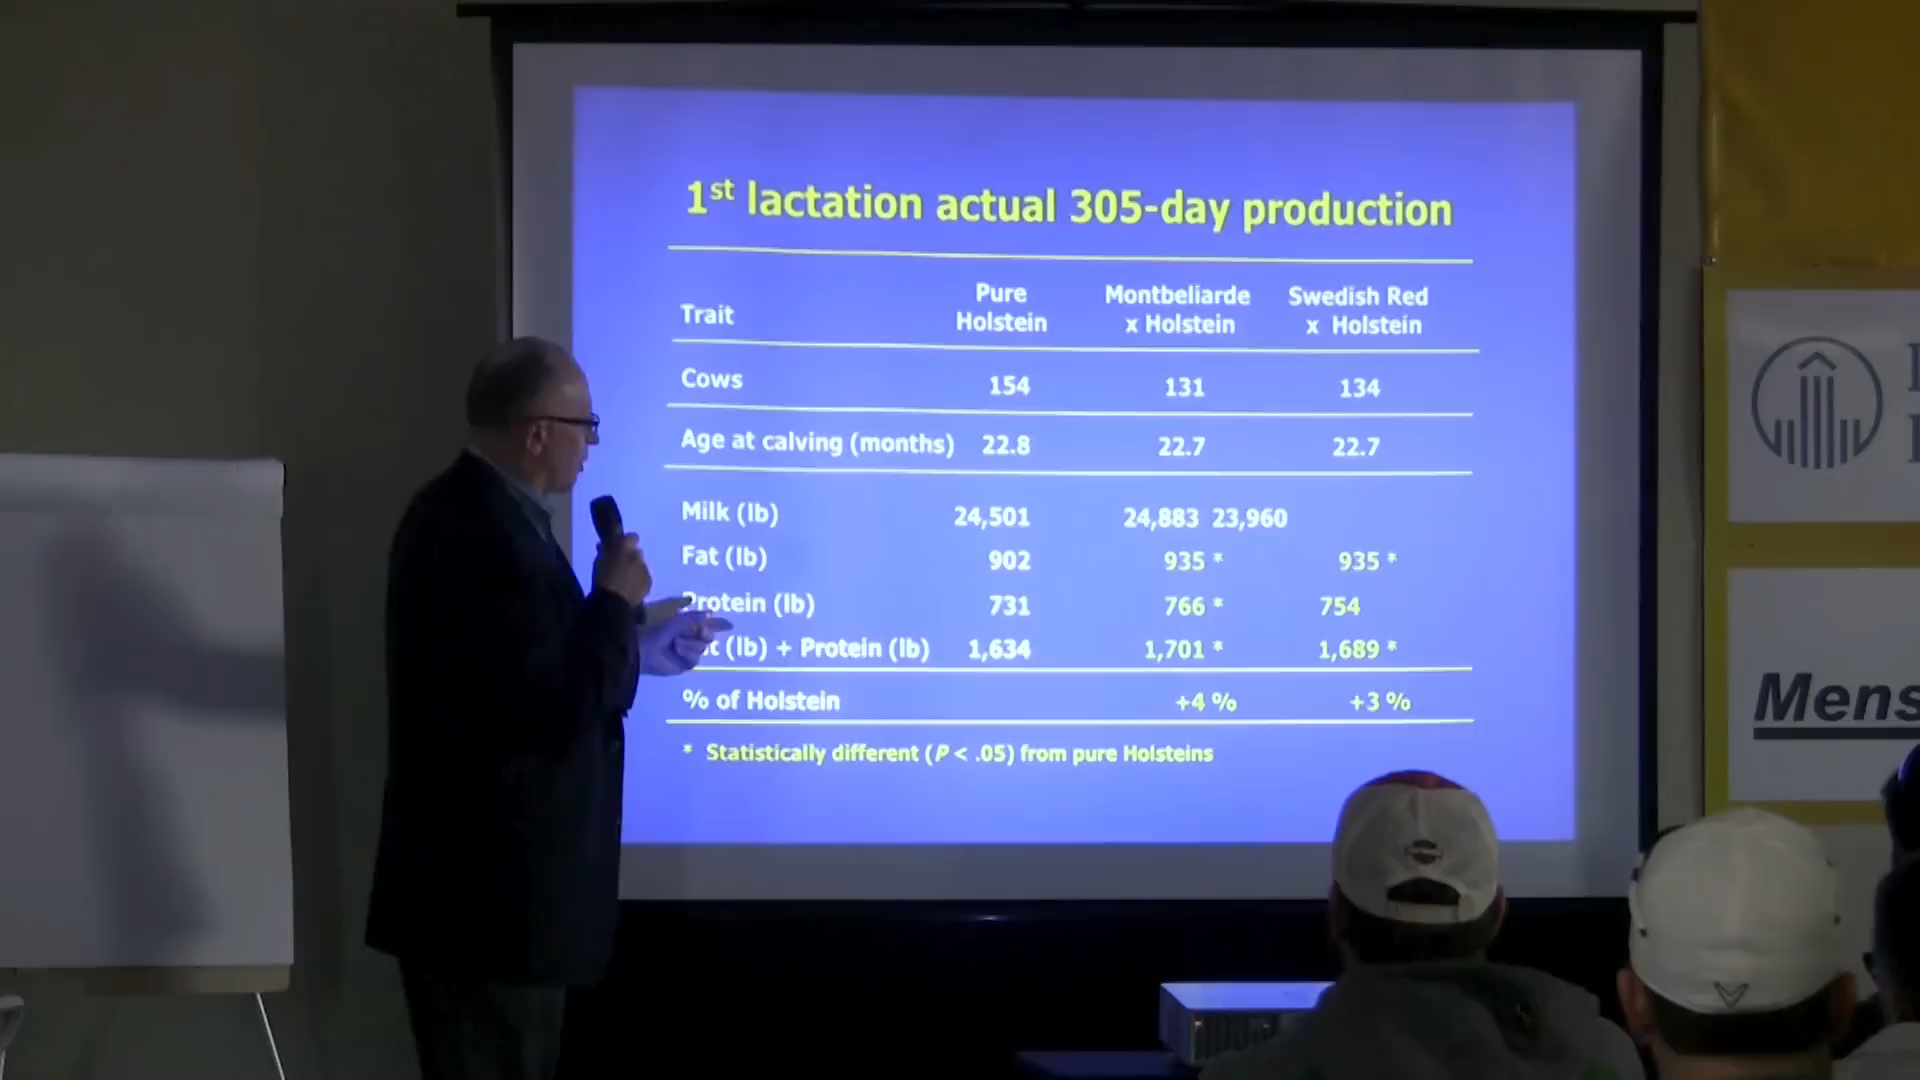 1st lactation actual 305-day production
Trait Pure Holstein Montbeliarde x Holstein Swedish Red x Holstein
Cows 154 131 134
Age at calving (months) 22.8 22.7 22.7
Milk (lb) 24,501 24,883 23,960
Fat (lb) 902 935 * 935 *
Protein (lb) 731 766 * 754
(lb) + Protein (lb) 1,634 1,701 * 1,689 *
% of Holstein +4 % +3 %
* Statistically different (P < .05) from pure Holsteins
Mens